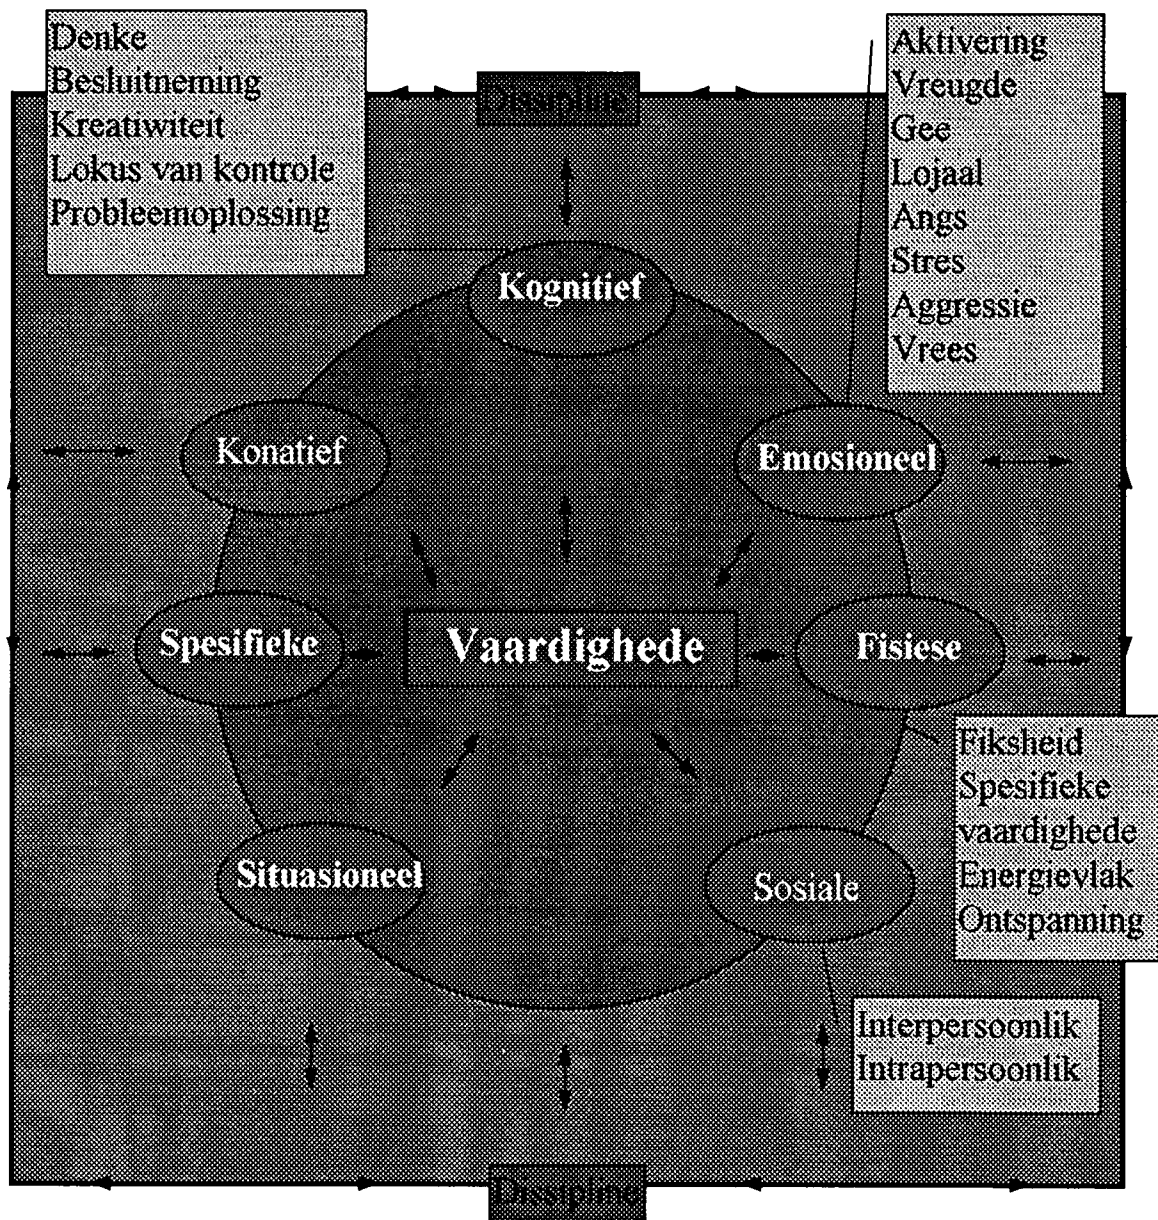 Denke
Besluitneming
Kreatiwiteit
Lokus van kontrole
Probleemoplossing
Dissipline
Aktivering
Vreugde
Gee
Lojaal
Angs
Stres
Aggressie
Vrees
Kognitief
Konatief
Emosioneel
Spesifieke
Vaardighede
Fisiese
Fiksheid
Spesifieke
vaardighede
Energievlak
Ontspanning
Situasioneel
Sosiale
Interpersoonlik
Intrapersoonlik
Dissipline